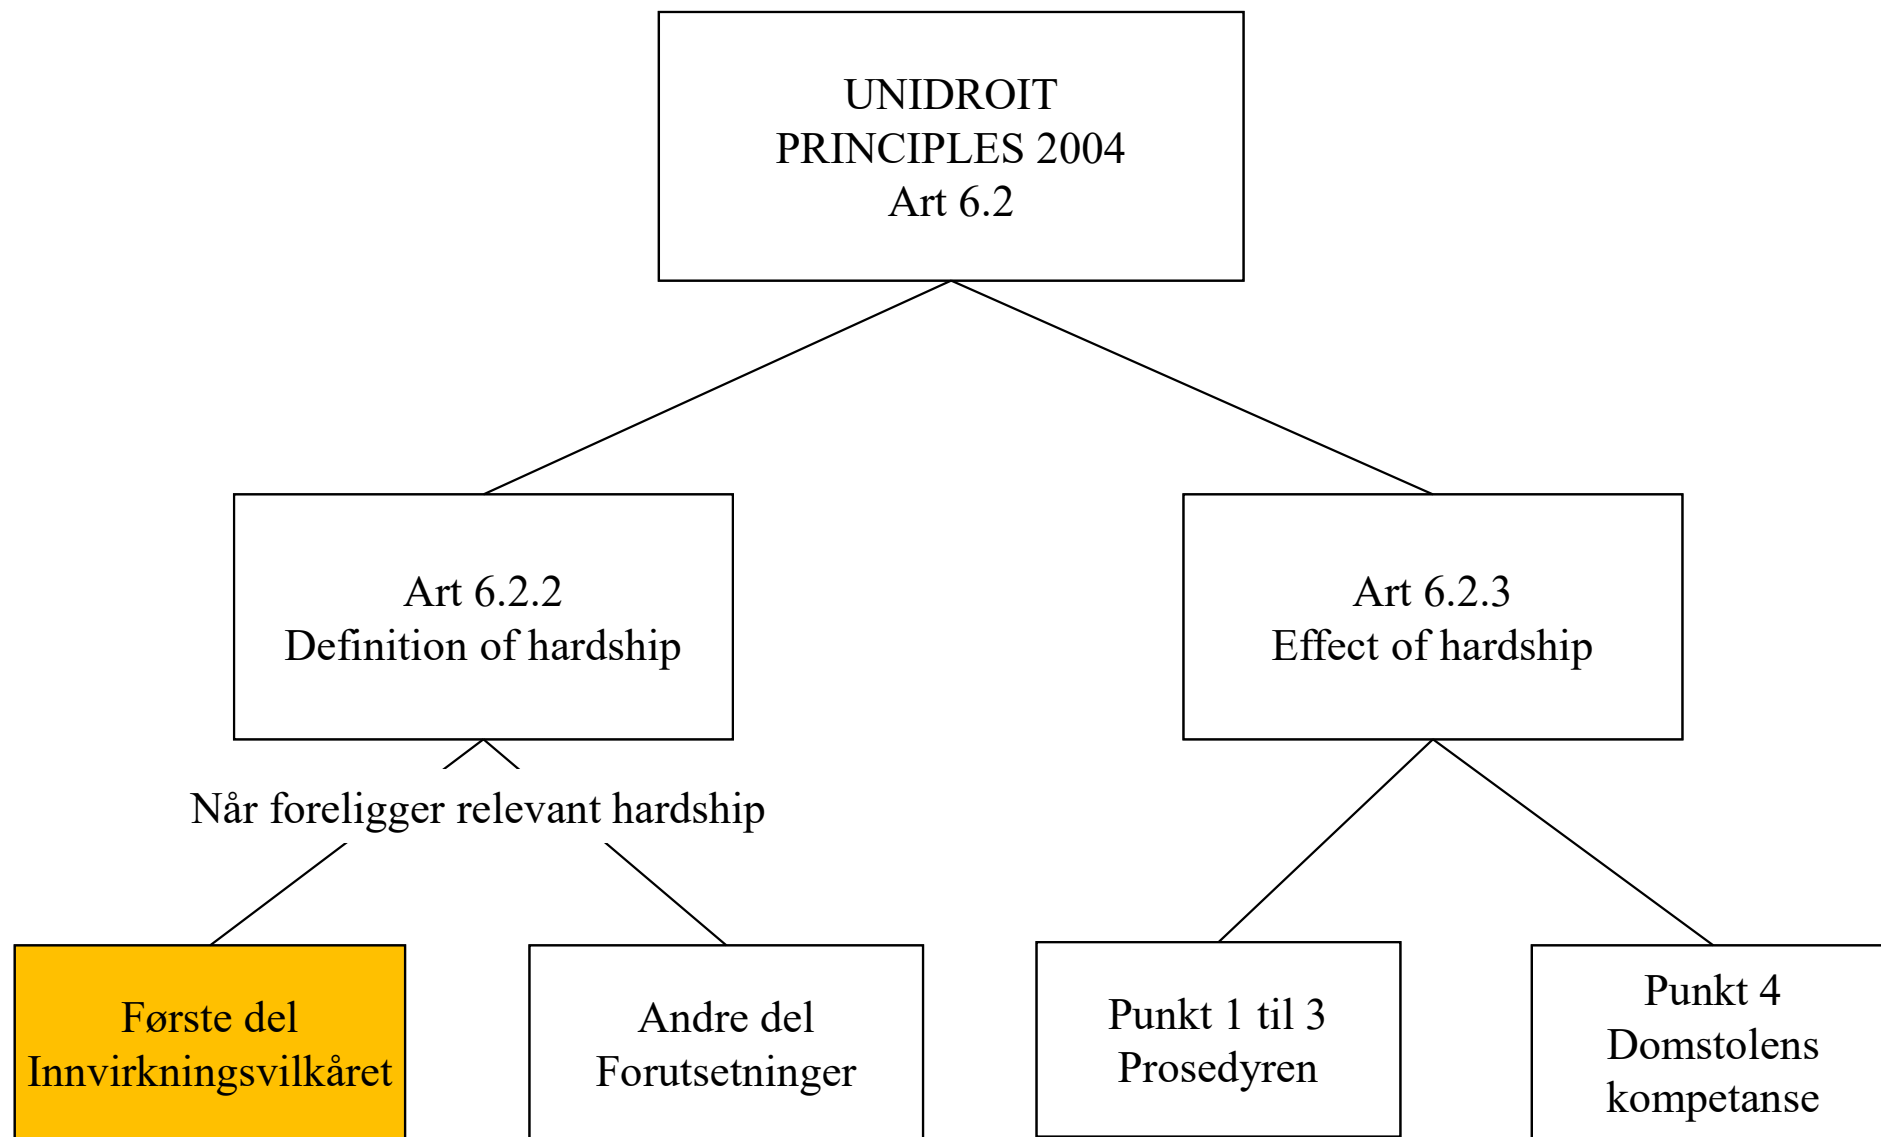 UNIDROIT
PRINCIPLES 2004
Art 6.2
Art 6.2.2
Definition of hardship
Art 6.2.3
Effect of hardship
Når foreligger relevant hardship
Første del
Innvirkningsvilkåret
Andre del
Forutsetninger
Punkt 1 til 3
Prosedyren
Punkt 4
Domstolens
kompetanse